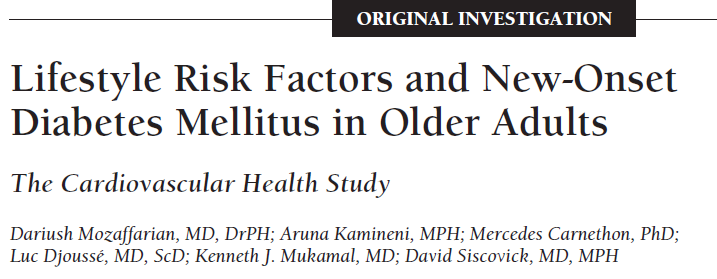 ORIGINAL INVESTIGATION
Lifestyle Risk Factors and New-Onset
Diabetes Mellitus in Older Adults
The Cardiovascular Health Study
Dariush Mozaffarian, MD, DrPH; Aruna Kamineni, MPH; Mercedes Carnethon, PhD;
Luc Djoussé, MD, ScD; Kenneth J. Mukamal, MD; David Siscovick, MD, MPH